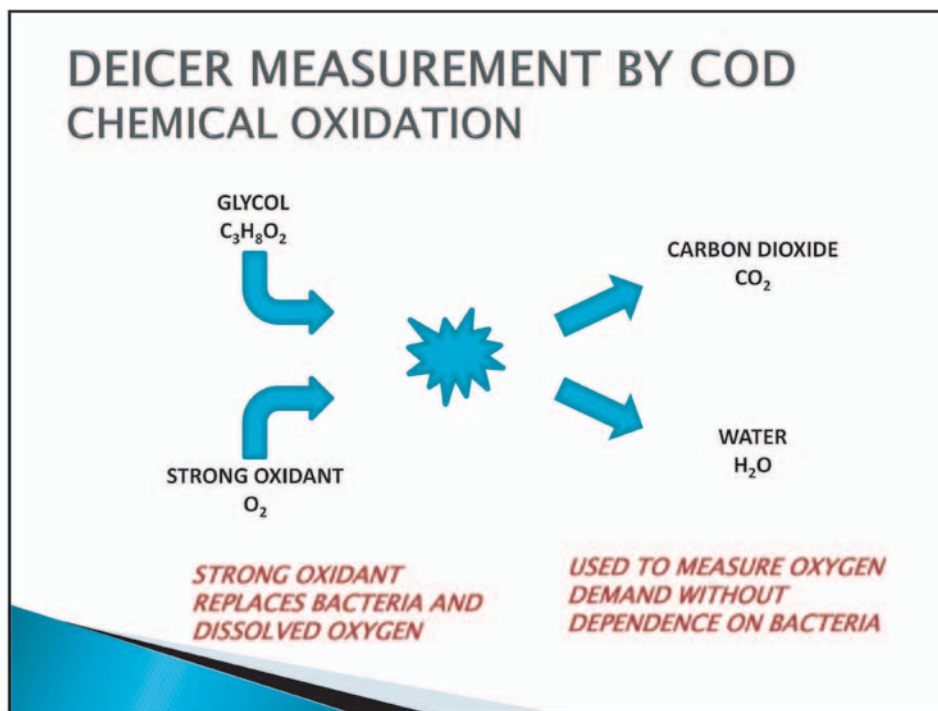 DEICER MEASUREMENT BY COD
CHEMICAL OXIDATION
GLYCOL
C₃H₈O₂
CARBON DIOXIDE
CO₂
STRONG OXIDANT
O₂
WATER
H₂O
STRONG OXIDANT
REPLACES BACTERIA AND
DISSOLVED OXYGEN
USED TO MEASURE OXYGEN
DEMAND WITHOUT
DEPENDENCE ON BACTERIA